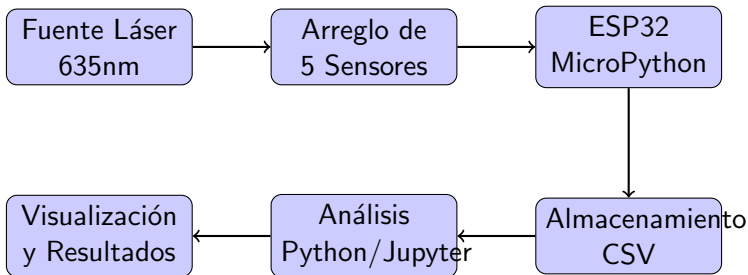 Fuente Láser
635nm
Arreglo de
5 Sensores
ESP32
MicroPython
Visualización
y Resultados
Análisis
Python/Jupyter
Almacenamiento
CSV